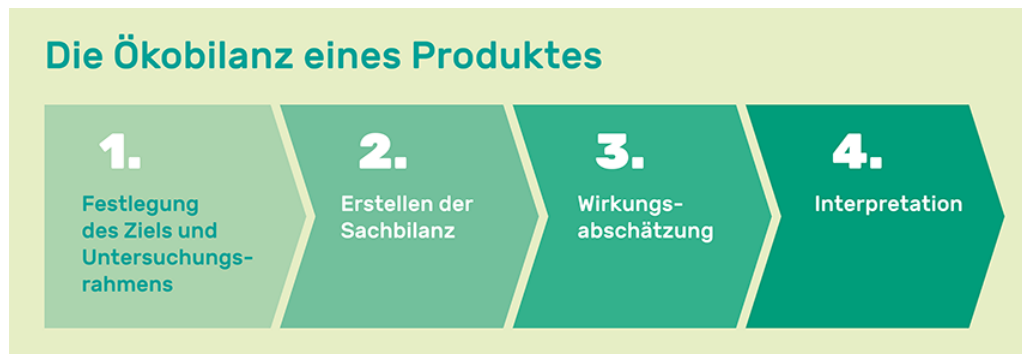 Die Ökobilanz eines Produktes
1.
Festlegung
des Ziels und
Untersuchungs-
rahmens
2.
Erstellen der
Sachbilanz
3.
Wirkungs-
abschätzung
4.
Interpretation